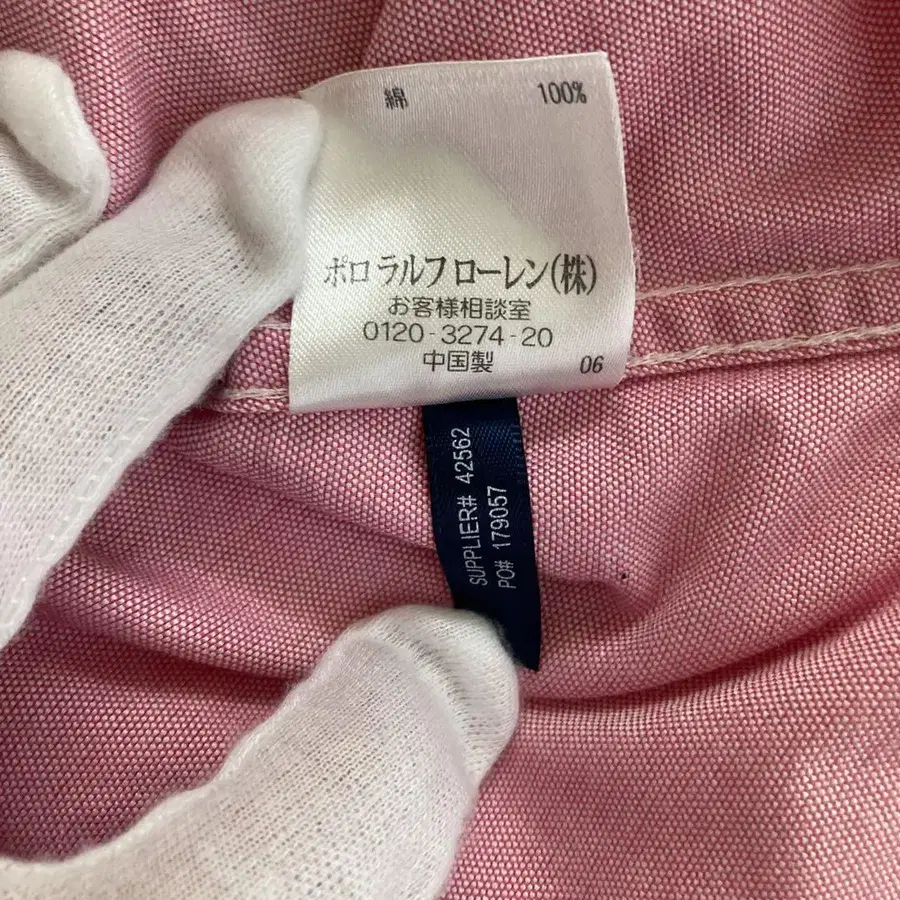 綿 100%
ポロ ラルフ ローレン(株)
お客様相談室
0120-3274-20
中国製 06
SUPPLIER# 42562
PO# 179057